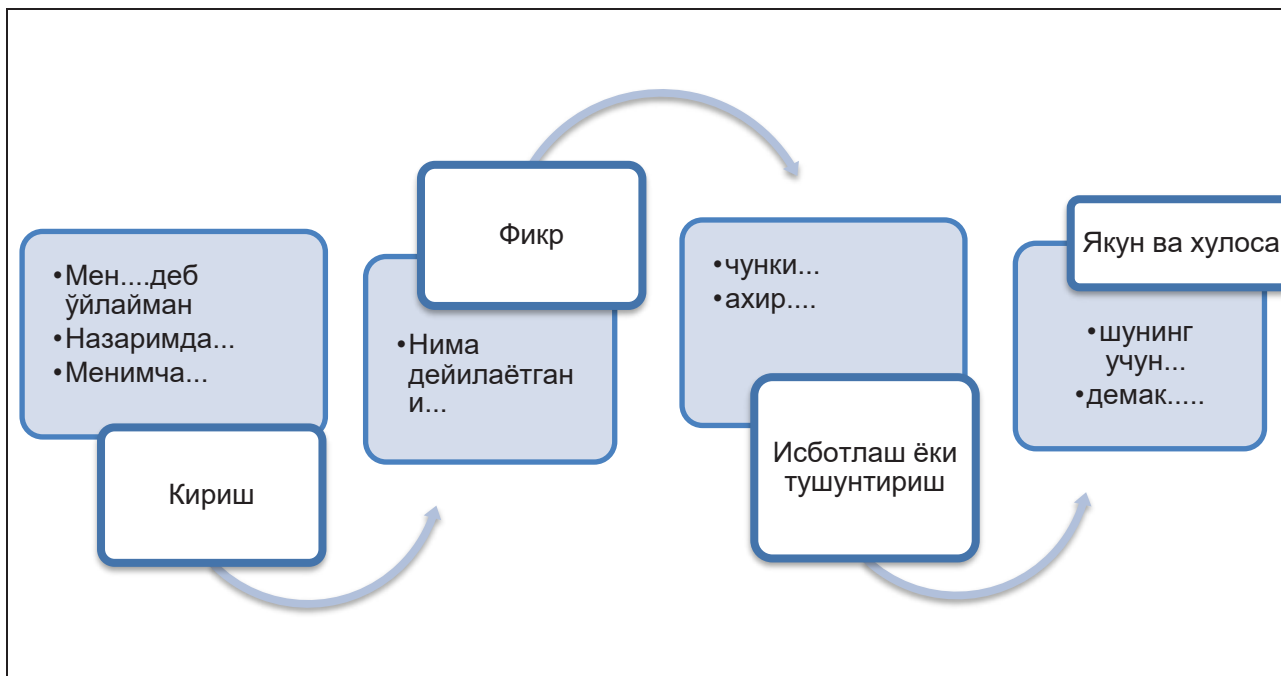 •Мен....деб
ўйлайман
•Назаримда...
•Менимча...
Кириш
Фикр
•Нима
дейилаётган
и...
•чунки...
•ахир....
Исботлаш ёки
тушунтириш
Якун ва хулоса
•шунинг
учун...
•демак.....